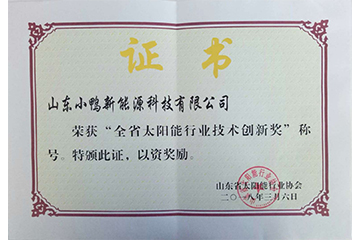 证书
山东小鸭新能源科技有限公司
荣获“全省太阳能行业技术创新奖”称
号。特颁此证，以资奖励。
山东省太阳能行业协会
二〇一八年三月六日